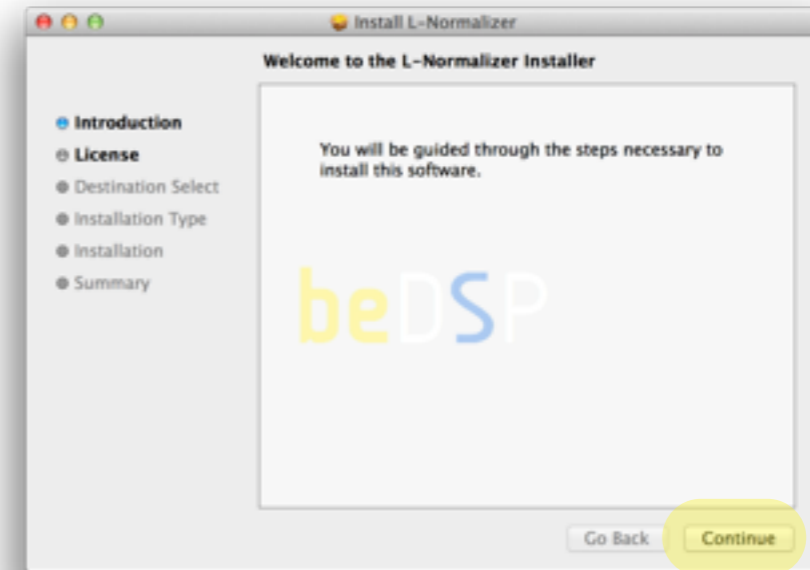 Install L-Normalizer
Welcome to the L-Normalizer Installer
Introduction
License
Destination Select
Installation Type
Installation
Summary
You will be guided through the steps necessary to
install this software.
beDSP
Go Back
Continue